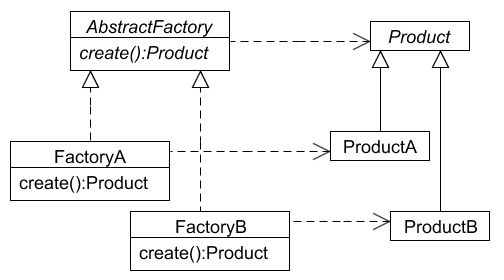 AbstractFactory
create():Product
Product
FactoryA
create():Product
ProductA
FactoryB
create():Product
ProductB